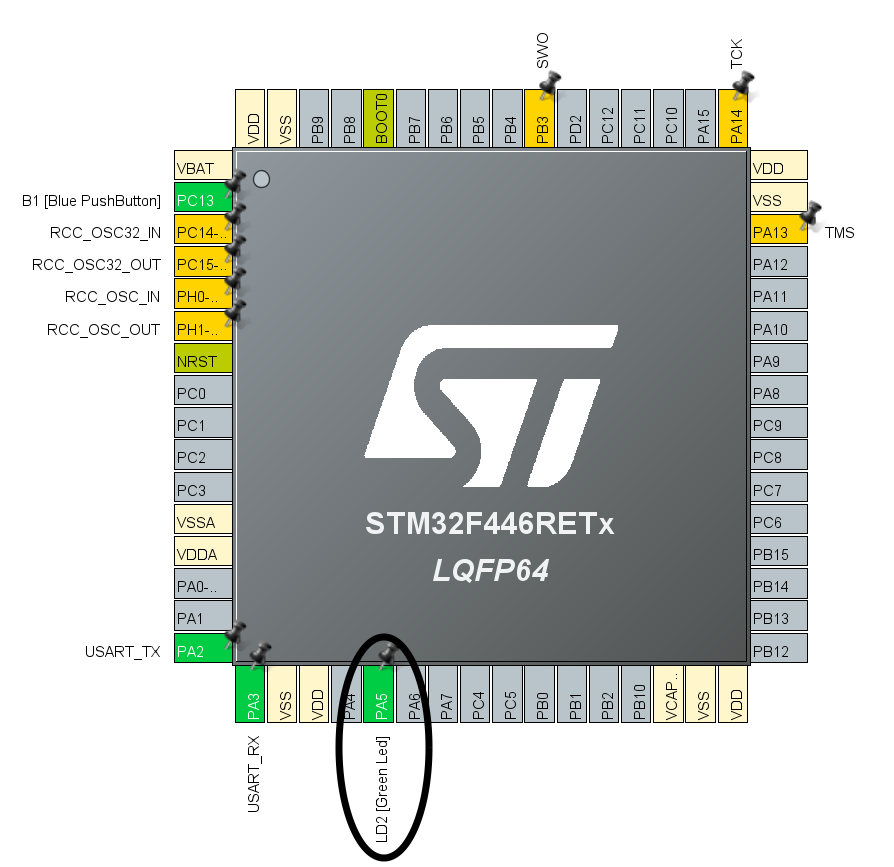 SWO
TCK
VDD
VSS
PB9
PB8
BOOT0
PB7
PB6
PB5
PB4
PB3
PD2
PC12
PC11
PC10
PA15
PA14
VBAT
B1 [Blue PushButton] PC13
RCC_OSC32_IN PC14-..
RCC_OSC32_OUT PC15-..
RCC_OSC_IN PH0-..
RCC_OSC_OUT PH1-..
NRST
PC0
PC1
PC2
PC3
VSSA
VDDA
PA0-..
PA1
USART_TX PA2
STM32F446RETx
LQFP64
VDD
VSS
PA13 TMS
PA12
PA11
PA10
PA9
PA8
PC9
PC8
PC7
PC6
PB15
PB14
PB13
PB12
PA3
VSS
VDD
PA4
PA5
PA6
PA7
PC4
PC5
PB0
PB1
PB2
PB10
VCAP..
VSS
VDD
USART_RX
LD2 [Green Led]